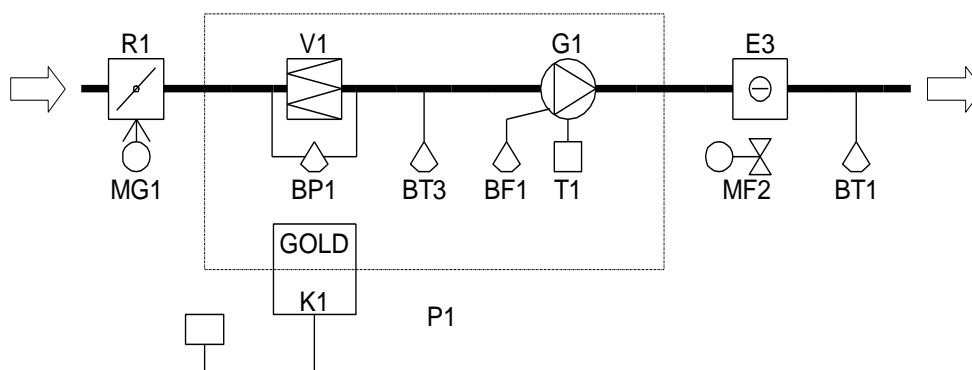 R1 V1 G1 E3
MG1 BP1 BT3 BF1 T1 MF2 BT1
GOLD
K1 P1